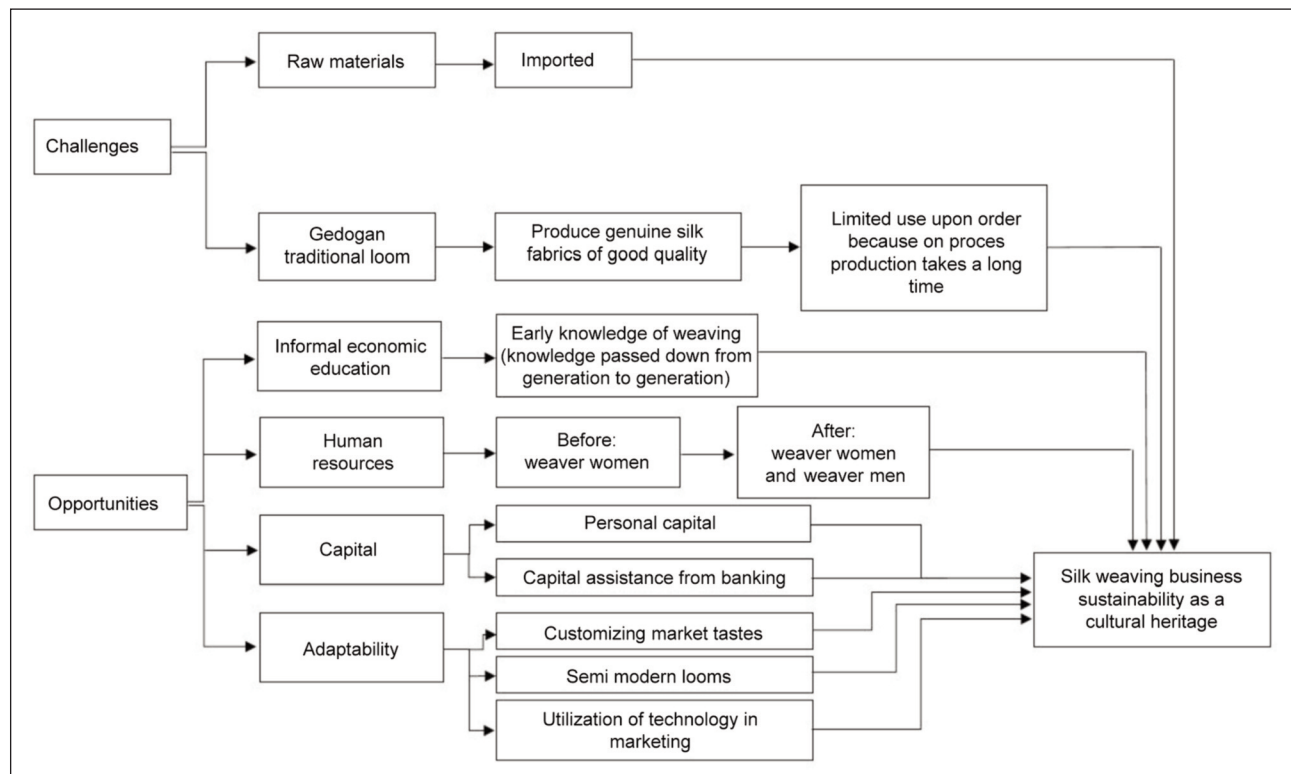 Raw materials
Imported
Challenges
Gedogan
traditional loom
Produce genuine silk
fabrics of good quality
Limited use upon order
because on proces
production takes a long
time
Informal economic
education
Early knowledge of weaving
(knowledge passed down from
generation to generation)
Human
resources
Before:
weaver women
After:
weaver women
and weaver men
Opportunities
Capital
Personal capital
Capital assistance from banking
Adaptability
Customizing market tastes
Semi modern looms
Utilization of technology in
marketing
Silk weaving business
sustainability as a
cultural heritage